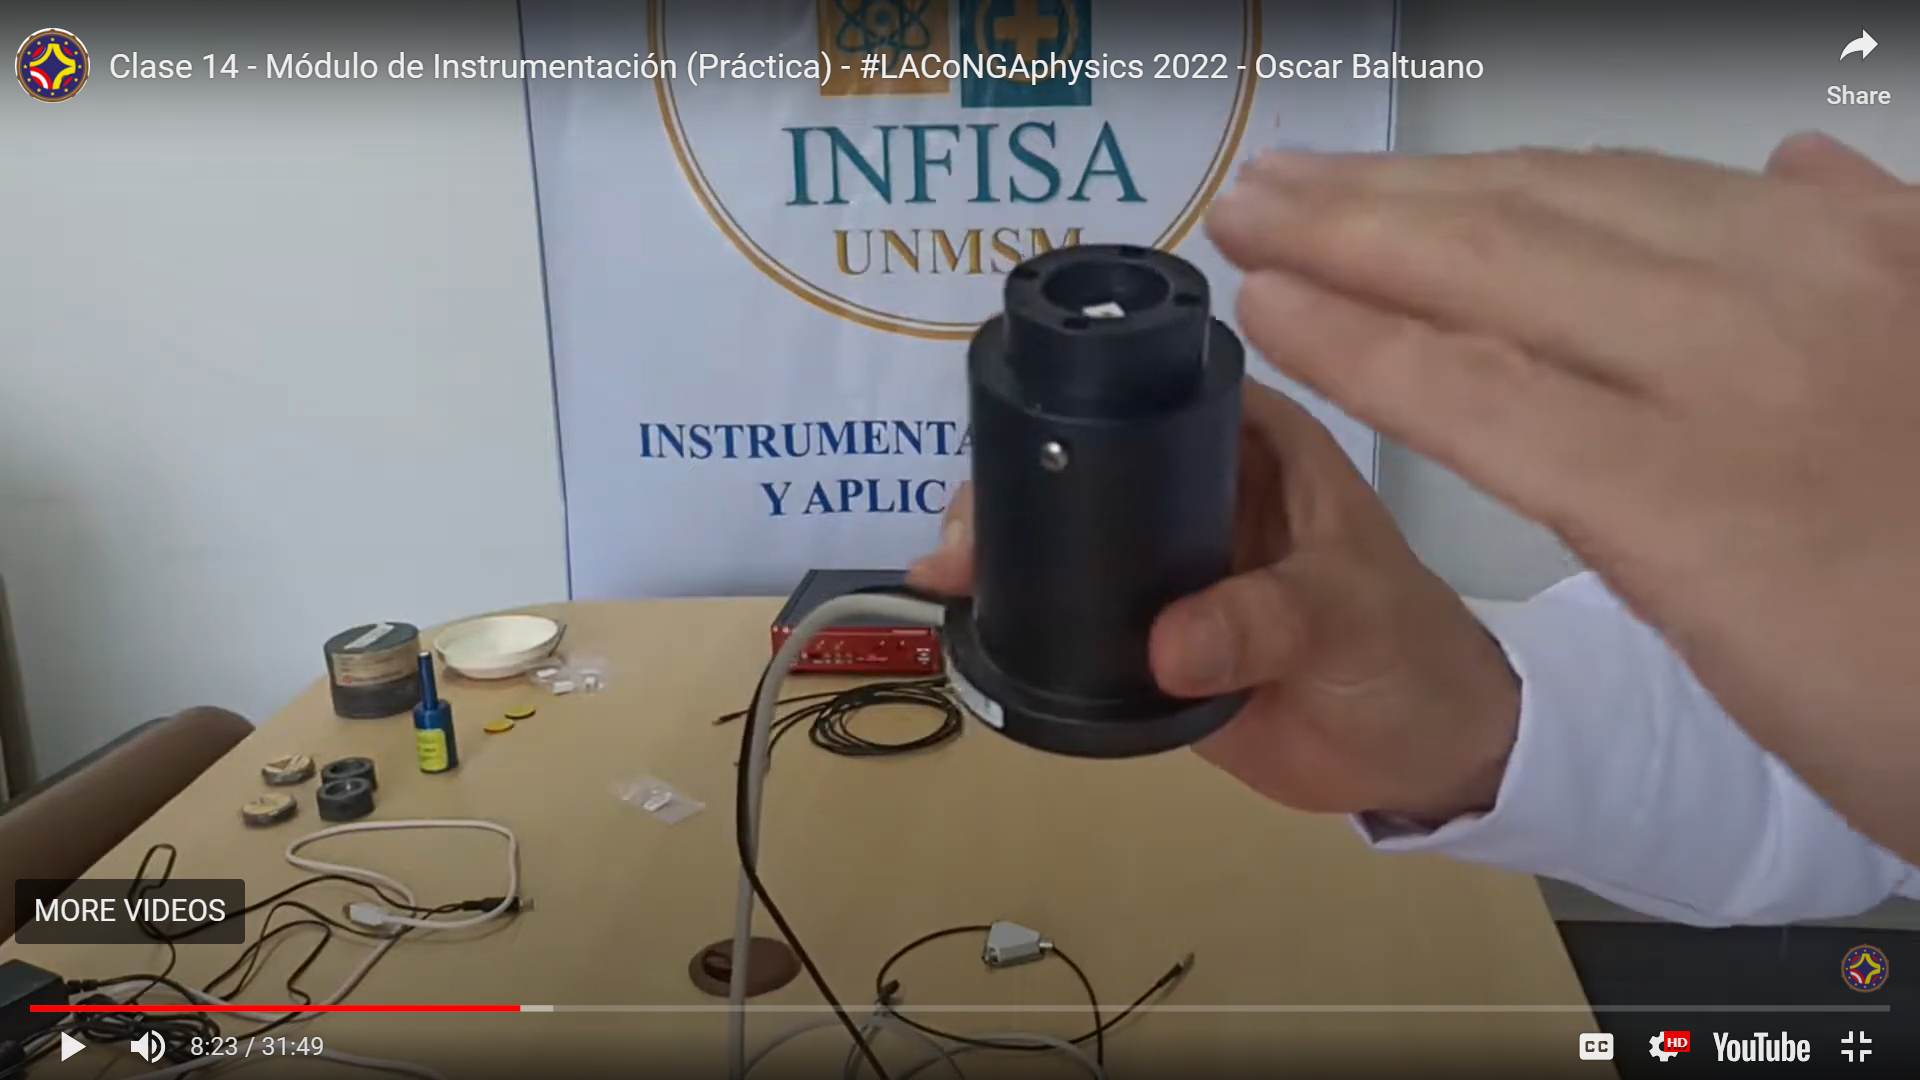 Clase 14 - Módulo de Instrumentación (Práctica) - #LACoNGAphysics 2022 - Oscar Baltuano
Share
INFISA
UNMSM
INSTRUMENTA
Y APLIC
MORE VIDEOS
8:23 / 31:49
CC
HD
YouTube